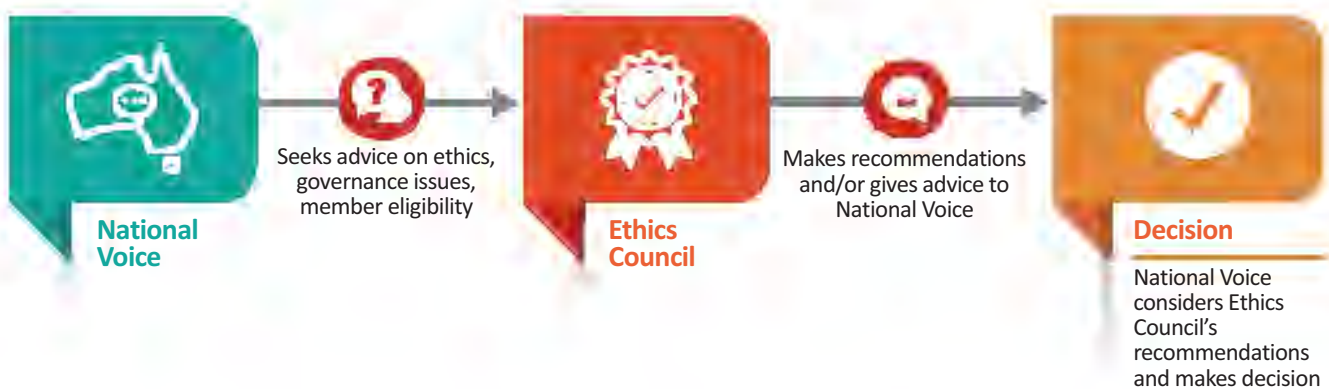 Seeks advice on ethics,
governance issues,
member eligibility
Makes recommendations
and/or gives advice to
National Voice
National
Voice
Ethics
Council
Decision
National Voice
considers Ethics
Council’s
recommendations
and makes decision